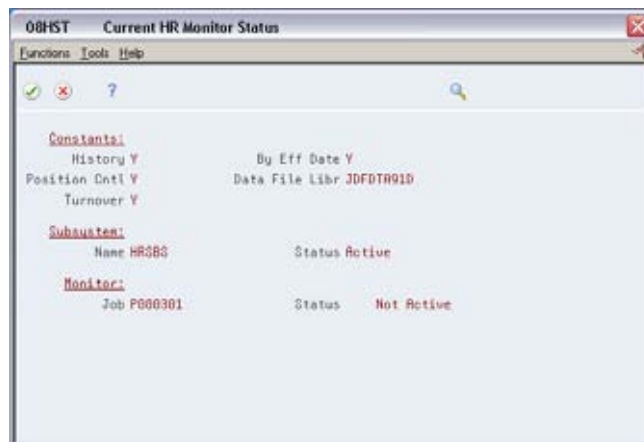 08HST Current HR Monitor Status
Functions Tools Help
?
Constants:
History Y By Eff Date Y
Position Cntl Y Data File Libr JDFDTA91D
Turnover Y
Subsystem:
Name HRSBS Status Active
Monitor:
Job P000301 Status Not Active